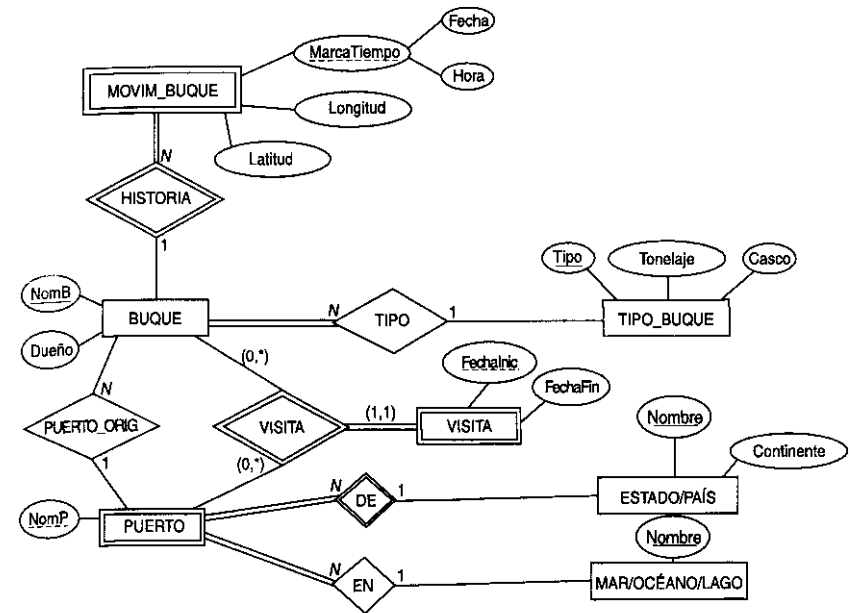 Fecha
MarcaTiempo
MOVIM_BUQUE
Hora
Longitud
N
Latitud
HISTORIA
1
Tipo
Tonelaje
Casco
NomB
BUQUE
N
TIPO
1
TIPO_BUQUE
Dueño
(0,*)
FechaInic
FechaFin
N
(1,1)
PUERTO_ORIG
VISITA
VISITA
Nombre
1
(0,*)
Continente
N
DE
1
ESTADO/PAÍS
NomP
PUERTO
Nombre
N
EN
1
MAR/OCÉANO/LAGO